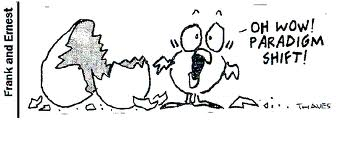 Frank and Ernest
OH WOW!
PARADIGM
SHIFT!
THAVES